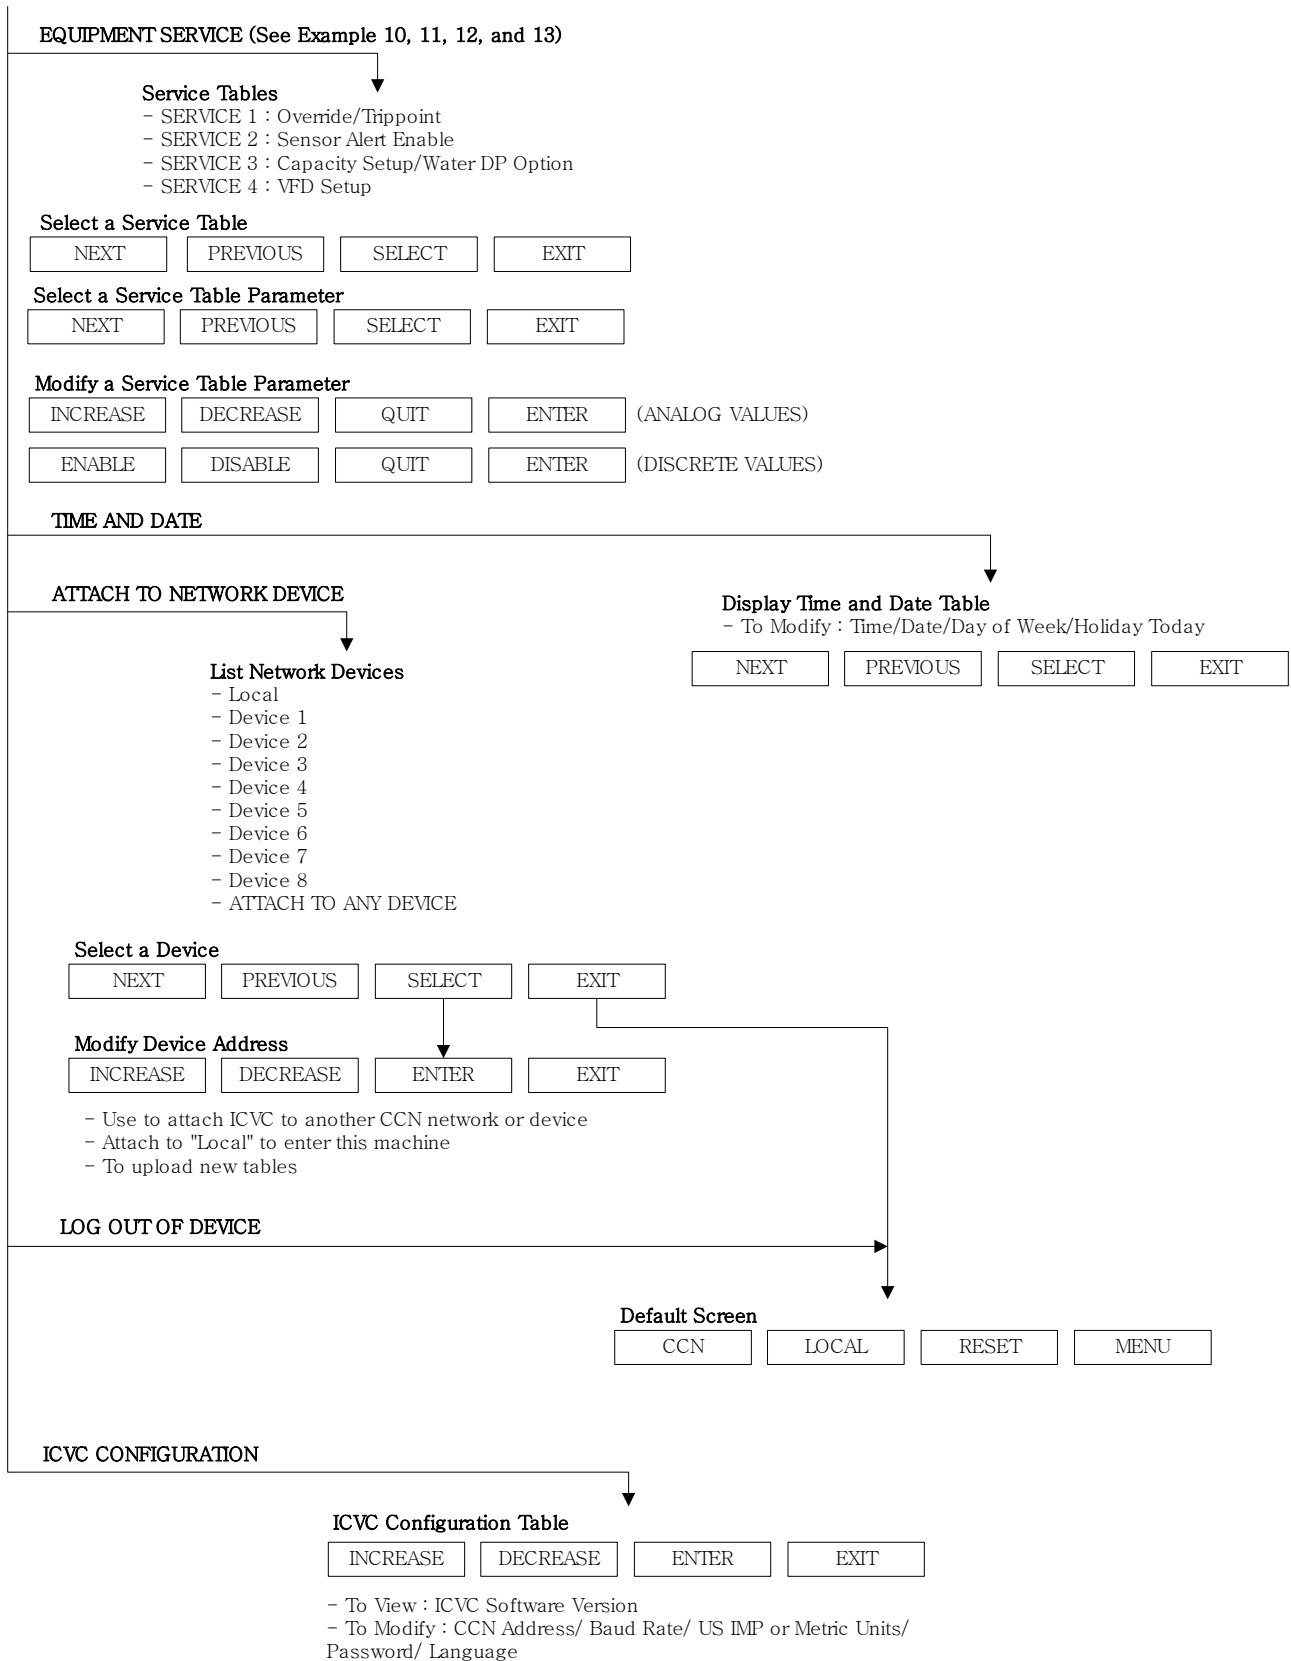 EQUIPMENT SERVICE (See Example 10, 11, 12, and 13)
Service Tables
- SERVICE 1 : Override/Trippoint
- SERVICE 2 : Sensor Alert Enable
- SERVICE 3 : Capacity Setup/Water DP Option
- SERVICE 4 : VFD Setup
Select a Service Table
NEXT PREVIOUS SELECT EXIT
Select a Service Table Parameter
NEXT PREVIOUS SELECT EXIT
Modify a Service Table Parameter
INCREASE DECREASE QUIT ENTER (ANALOG VALUES)
ENABLE DISABLE QUIT ENTER (DISCRETE VALUES)
TIME AND DATE
Display Time and Date Table
- To Modify : Time/Date/Day of Week/Holiday Today
NEXT PREVIOUS SELECT EXIT
ATTACH TO NETWORK DEVICE
List Network Devices
- Local
- Device 1
- Device 2
- Device 3
- Device 4
- Device 5
- Device 6
- Device 7
- Device 8
- ATTACH TO ANY DEVICE
Select a Device
NEXT PREVIOUS SELECT EXIT
Modify Device Address
INCREASE DECREASE ENTER EXIT
- Use to attach ICVC to another CCN network or device
- Attach to "Local" to enter this machine
- To upload new tables
LOG OUT OF DEVICE
Default Screen
CCN LOCAL RESET MENU
ICVC CONFIGURATION
ICVC Configuration Table
INCREASE DECREASE ENTER EXIT
- To View : ICVC Software Version
- To Modify : CCN Address/ Baud Rate/ US IMP or Metric Units/
Password/ Language